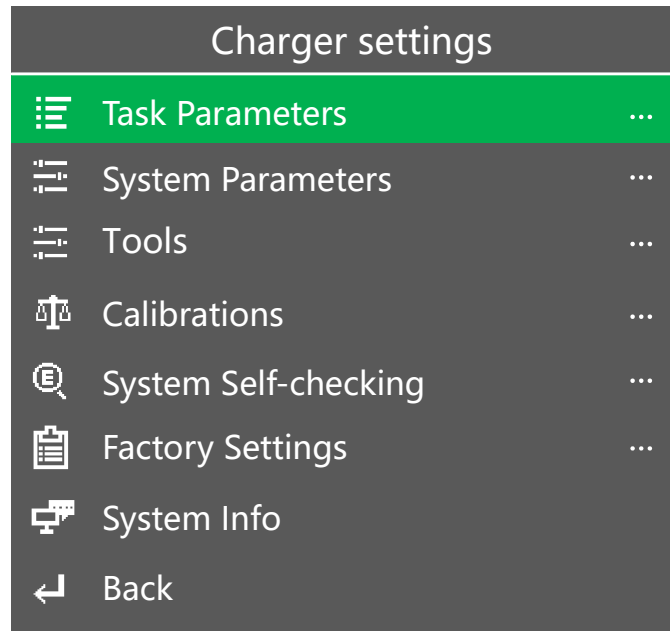 Charger settings
Task Parameters ...
System Parameters ...
Tools ...
Calibrations ...
System Self-checking ...
Factory Settings ...
System Info
Back